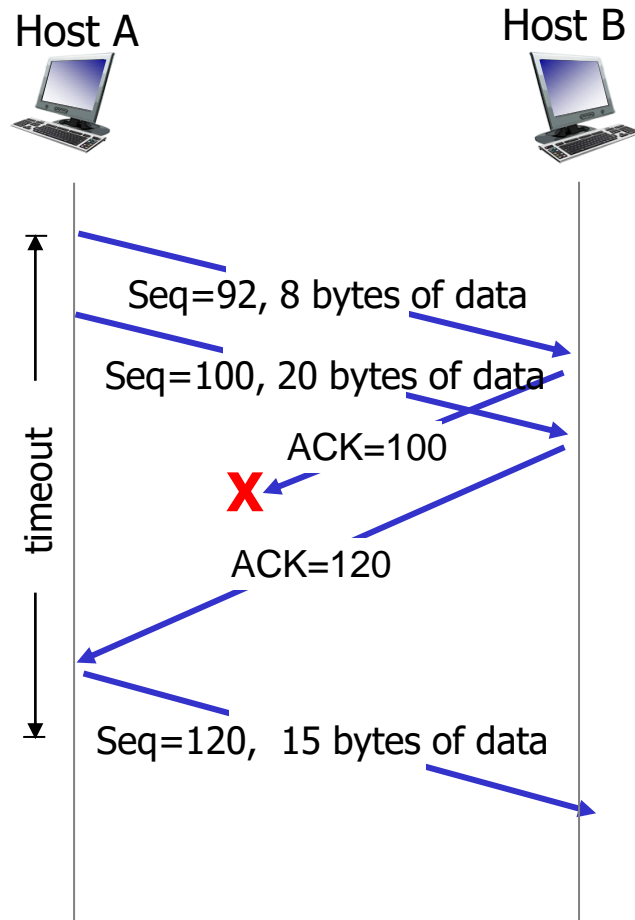 Host A
Host B
Seq=92, 8 bytes of data
Seq=100, 20 bytes of data
ACK=100
X
timeout
ACK=120
Seq=120, 15 bytes of data